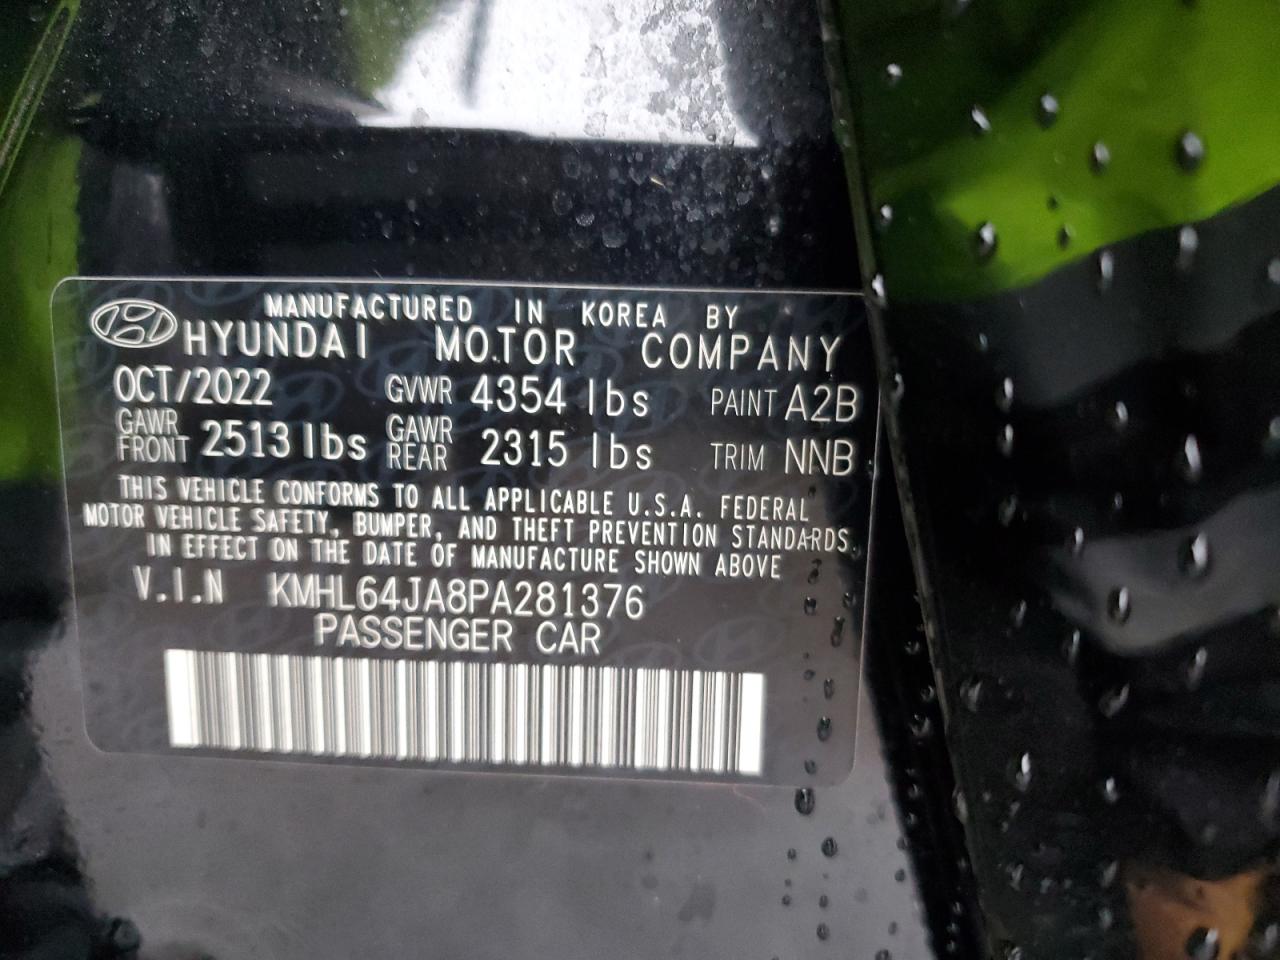 MANUFACTURED IN KOREA BY
HYUNDAI MOTOR COMPANY
OCT/2022 GVWR 4354 lbs PAINT A2B
GAWR FRONT 2513 lbs GAWR REAR 2315 lbs TRIM NNB
THIS VEHICLE CONFORMS TO ALL APPLICABLE U.S.A. FEDERAL
MOTOR VEHICLE SAFETY, BUMPER, AND THEFT PREVENTION STANDARDS
IN EFFECT ON THE DATE OF MANUFACTURE SHOWN ABOVE
V.I.N KMHL64JA8PA281376
PASSENGER CAR